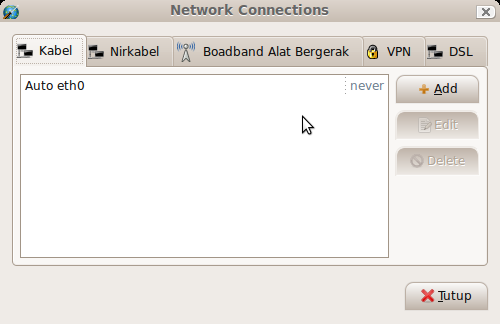 Network Connections
Kabel
Nirkabel
Boadband Alat Bergerak
VPN
DSL
Auto eth0
never
Add
Edit
Delete
Tutup